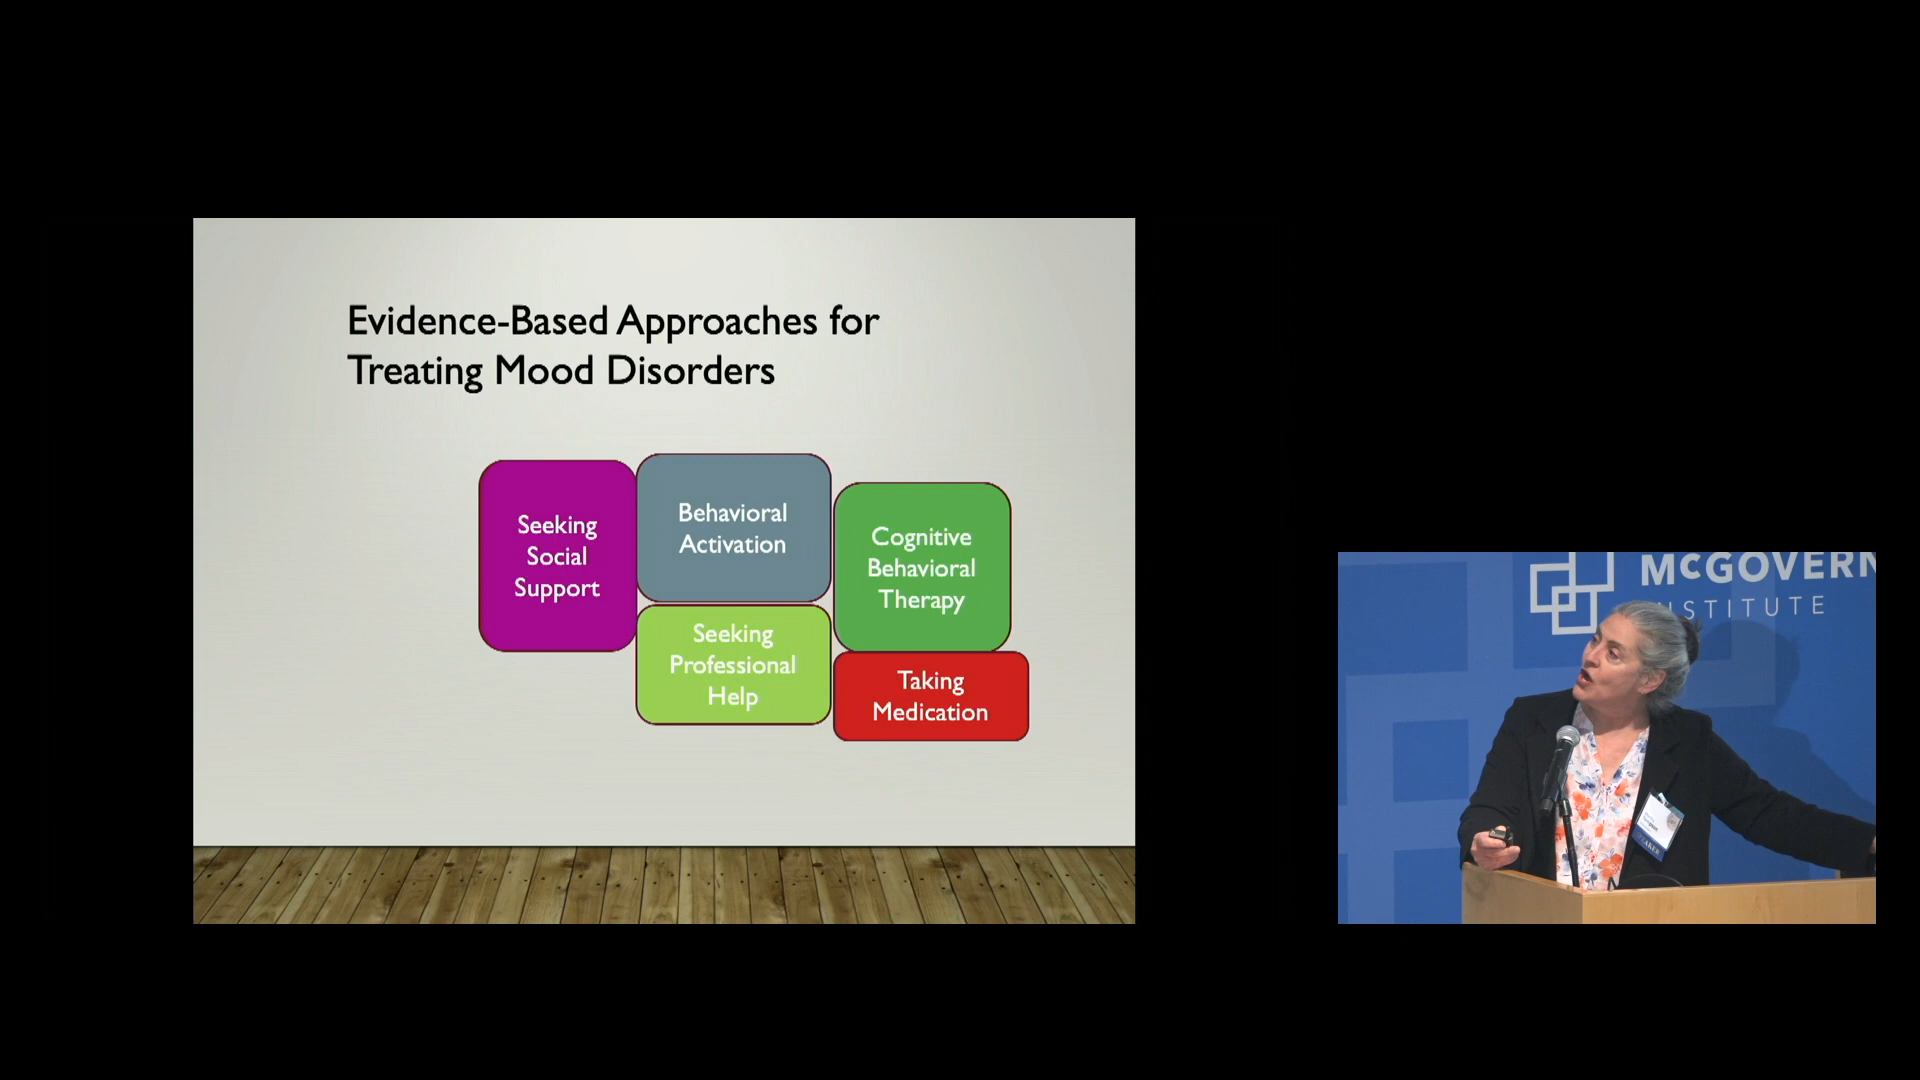 Evidence-Based Approaches for
Treating Mood Disorders
Seeking
Social
Support
Behavioral
Activation
Cognitive
Behavioral
Therapy
Seeking
Professional
Help
Taking
Medication
MCGOVERN
INSTITUTE